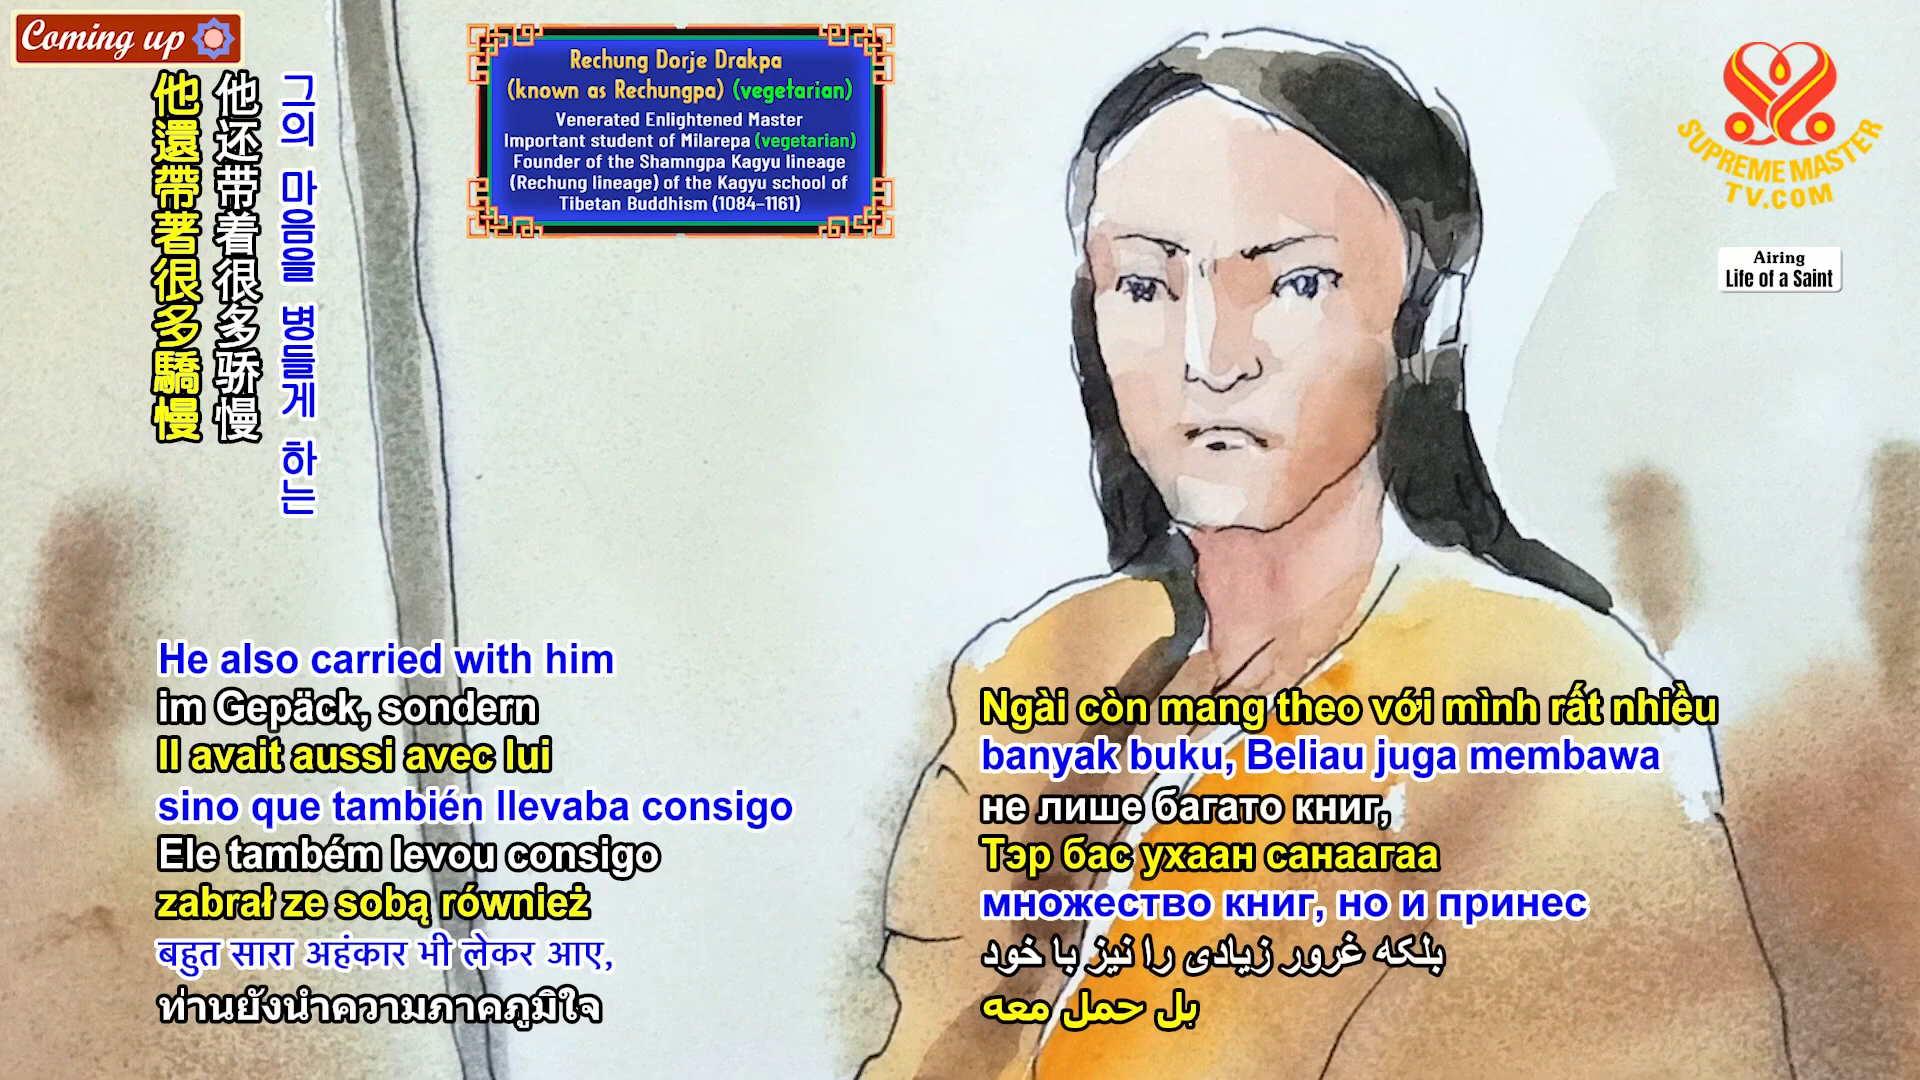 Coming up
Rechung Dorje Drakpa
(known as Rechungpa) (vegetarian)
Venerated Enlightened Master
Important student of Milarepa (vegetarian)
Founder of the Shamngpa Kagyu lineage
(Rechung lineage) of the Kagyu school of
Tibetan Buddhism (1084–1161)
SUPREME MASTER
TV.COM
Airing
Life of a Saint
他還帶著很多驕慢
他还带着很多骄慢
그의 마음을 병들게 하는
He also carried with him
im Gepäck, sondern
Il avait aussi avec lui
sino que también llevaba consigo
Ele também levou consigo
zabrał ze sobą również
बहुत सारा अहंकार भी लेकर आए,
ท่านยังนำความภาคภูมิใจ
Ngài còn mang theo với mình rất nhiều
banyak buku, Beliau juga membawa
не лише багато книг,
Тэр бас ухаан санаагаа
множество книг, но и принес
بلکه غرور زیادی را نیز با خود
بل حمل معه